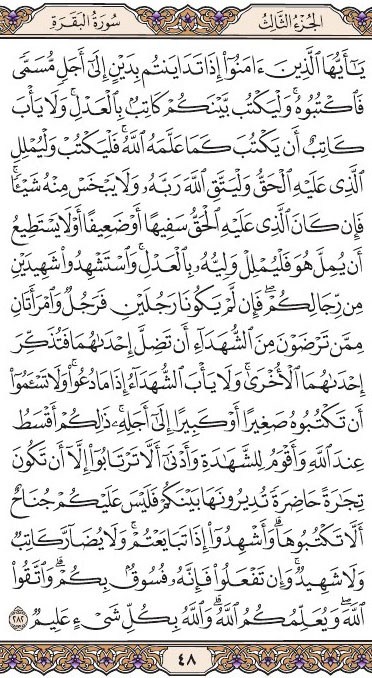 الجزء الثالث سورة البقرة
يَٰٓأَيُّهَا ٱلَّذِينَ ءَامَنُوٓا۟ إِذَا تَدَايَنتُم بِدَيْنٍ إِلَىٰٓ أَجَلٍ مُّسَمًّى
فَٱكْتُبُوهُ ۚ وَلْيَكْتُب بَّيْنَكُمْ كَاتِبٌۢ بِٱلْعَدْلِ ۚ وَلَا يَأْبَ
كَاتِبٌ أَن يَكْتُبَ كَمَا عَلَّمَهُ ٱللَّهُ ۚ فَلْيَكْتُبْ وَلْيُمْلِلِ
ٱلَّذِى عَلَيْهِ ٱلْحَقُّ وَلْيَتَّقِ ٱللَّهَ رَبَّهُۥ وَلَا يَبْخَسْ مِنْهُ شَيْـًٔا ۚ
فَإِن كَانَ ٱلَّذِى عَلَيْهِ ٱلْحَقُّ سَفِيهًا أَوْ ضَعِيفًا أَوْ لَا يَسْتَطِيعُ
أَن يُمِلَّ هُوَ فَلْيُمْلِلْ وَلِيُّهُۥ بِٱلْعَدْلِ ۚ وَٱسْتَشْهِدُوا۟ شَهِيدَيْنِ
مِن رِّجَالِكُمْ ۖ فَإِن لَّمْ يَكُونَا رَجُلَيْنِ فَرَجُلٌ وَٱمْرَأَتَانِ
مِمَّن تَرْضَوْنَ مِنَ ٱلشُّهَدَآءِ أَن تَضِلَّ إِحْدَىٰهُمَا فَتُذَكِّرَ
إِحْدَىٰهُمَا ٱلْأُخْرَىٰ ۚ وَلَا يَأْبَ ٱلشُّهَدَآءُ إِذَا مَا دُعُوا۟ ۚ وَلَا تَسْـَٔمُوٓا۟
أَن تَكْتُبُوهُ صَغِيرًا أَوْ كَبِيرًا إِلَىٰٓ أَجَلِهِۦ ۚ ذَٰلِكُمْ أَقْسَطُ
عِندَ ٱللَّهِ وَأَقْوَمُ لِلشَّهَٰدَةِ وَأَدْنَىٰٓ أَلَّا تَرْتَابُوٓا۟ ۖ إِلَّآ أَن تَكُونَ
تِجَٰرَةً حَاضِرَةً تُدِيرُونَهَا بَيْنَكُمْ فَلَيْسَ عَلَيْكُمْ جُنَاحٌ
أَلَّا تَكْتُبُوهَا ۗ وَأَشْهِدُوٓا۟ إِذَا تَبَايَعْتُمْ ۚ وَلَا يُضَآرَّ كَاتِبٌ
وَلَا شَهِيدٌ ۚ وَإِن تَفْعَلُوا۟ فَإِنَّهُۥ فُسُوقٌۢ بِكُمْ ۗ وَٱتَّقُوا۟
ٱللَّهَ ۖ وَيُعَلِّمُكُمُ ٱللَّهُ ۗ وَٱللَّهُ بِكُلِّ شَىْءٍ عَلِيمٌ ٢٨٢
٤٨